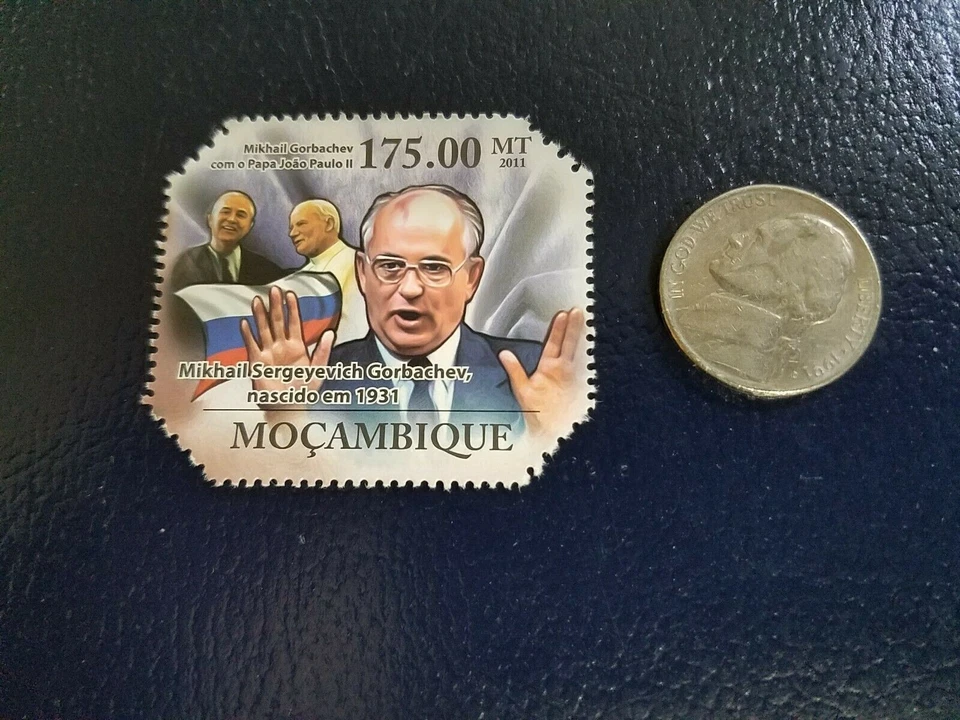 Mikhail Gorbachev
com o Papa João Paulo II
175.00 MT
2011
Mikhail Sergeyevich Gorbachev,
nascido em 1931
MOÇAMBIQUE
IN GOD WE TRUST
LIBERTY
1991